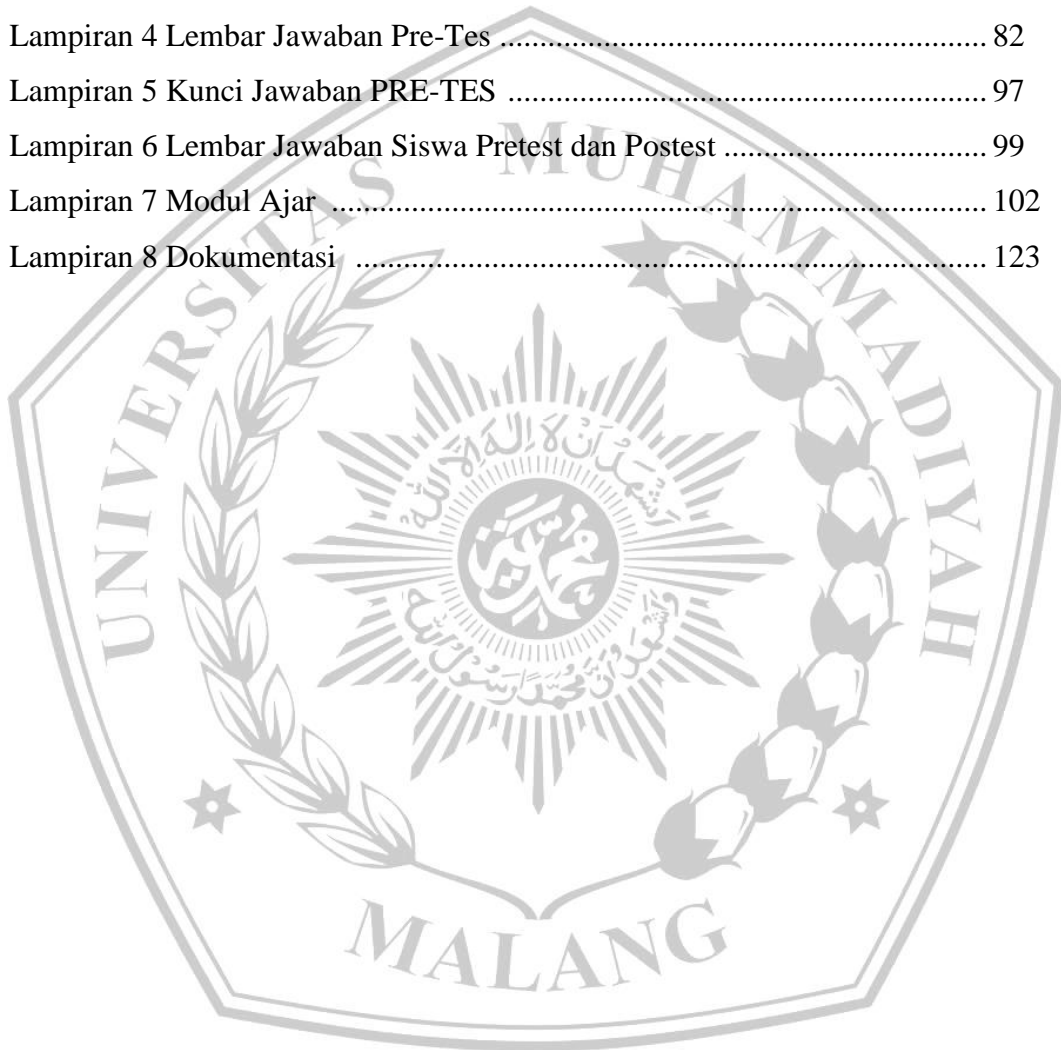 Lampiran 4 Lembar Jawaban Pre-Tes ............................................................... 82
Lampiran 5 Kunci Jawaban PRE-TES .............................................................. 97
Lampiran 6 Lembar Jawaban Siswa Pretest dan Postest .................................. 99
Lampiran 7 Modul Ajar ..................................................................................... 102
Lampiran 8 Dokumentasi ................................................................................. 123
UNIVERSITAS MUHAMMADIYAH
MALANG